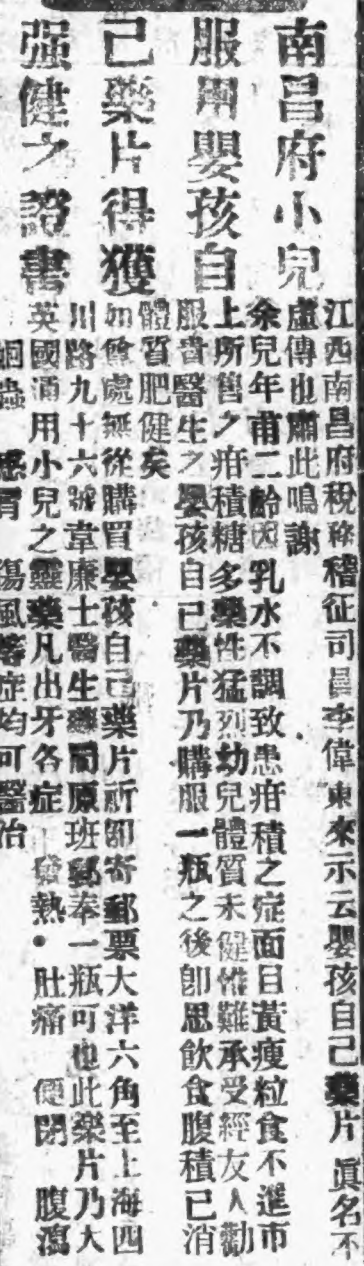 南昌府小兒
服用嬰孩自
己藥片得獲
强健之證書
江西南昌府稅務稽征司員李偉東來示云嬰孩自己藥片眞名不
虛傳也肅此鳴謝
余兒年甫二齡因乳水不調致患疳積之症面目黃瘦粒食不進市
上所售之疳積糖多藥性猛烈幼兒體質未健惟難承受經友人勸
服貴醫生之嬰孩自己藥片乃購服一瓶之後卽思飲食腹積已消
體質肥健矣
如貴處無從購買嬰孩自己藥片祈卽寄郵票大洋六角至上海四
川路九十六號韋廉士醫生藥局原班郵奉一瓶可也此藥片乃大
英國通用小兒之靈藥凡出牙各症 發熱•肚痛 便閉 腹瀉
蛔蟲 感冒 傷風等症均可醫治